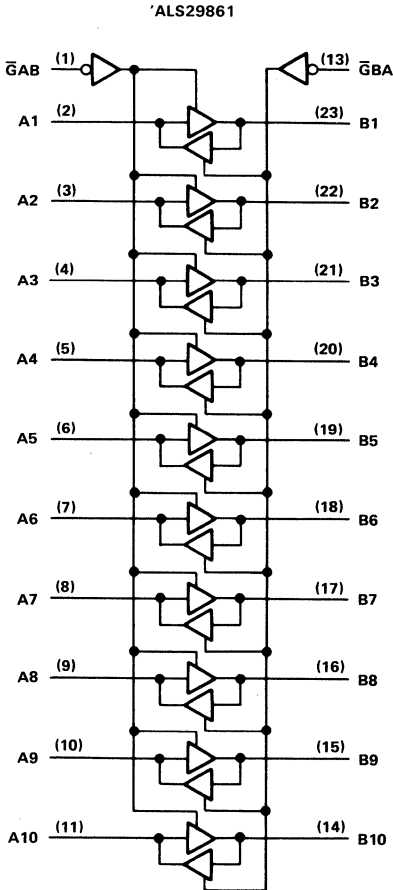 'ALS29861
G̅AB (1) (13) G̅BA
A1 (2) (23) B1
A2 (3) (22) B2
A3 (4) (21) B3
A4 (5) (20) B4
A5 (6) (19) B5
A6 (7) (18) B6
A7 (8) (17) B7
A8 (9) (16) B8
A9 (10) (15) B9
A10 (11) (14) B10